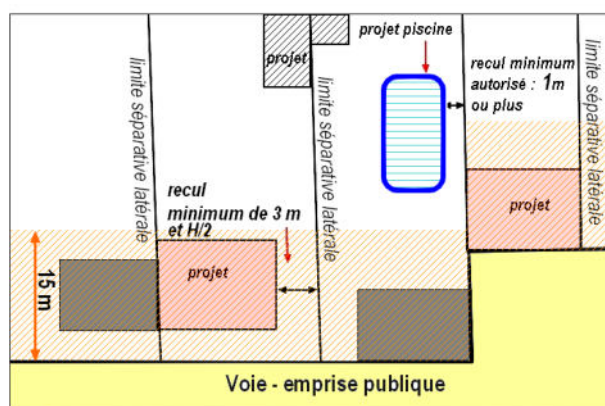 projet piscine
projet
recul minimum
autorisé : 1m
ou plus
limite séparative latérale
limite séparative latérale
limite séparative latérale
recul
minimum de 3 m
et H/2
projet
projet
15 m
Voie - emprise publique